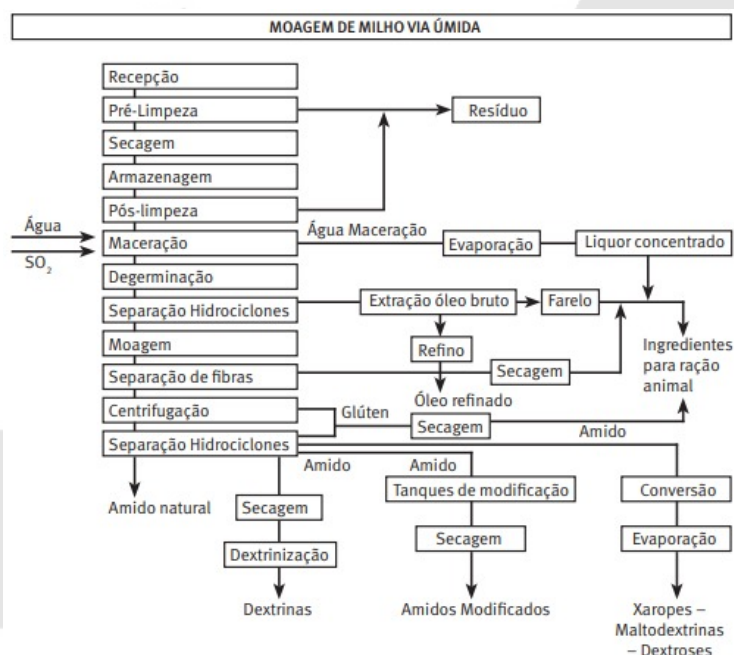 MOAGEM DE MILHO VIA ÚMIDA
Recepção
Pré-Limpeza
Resíduo
Secagem
Armazenagem
Pós-limpeza
Água
SO₂
Maceração
Água Maceração
Evaporação
Liquor concentrado
Degerminação
Separação Hidrociclones
Extração óleo bruto
Farelo
Moagem
Refino
Ingredientes
para ração
animal
Separação de fibras
Secagem
Óleo refinado
Centrifugação
Glúten
Secagem
Amido
Separação Hidrociclones
Amido
Amido
Amido natural
Secagem
Tanques de modificação
Conversão
Dextrinização
Secagem
Evaporação
Dextrinas
Amidos Modificados
Xaropes –
Maltodextrinas
– Dextroses